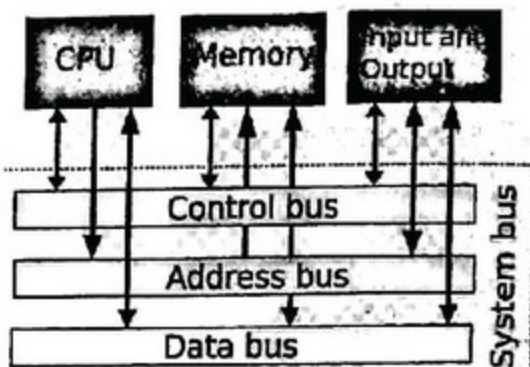 CPU
Memory
Input and
Output
Control bus
Address bus
Data bus
System bus